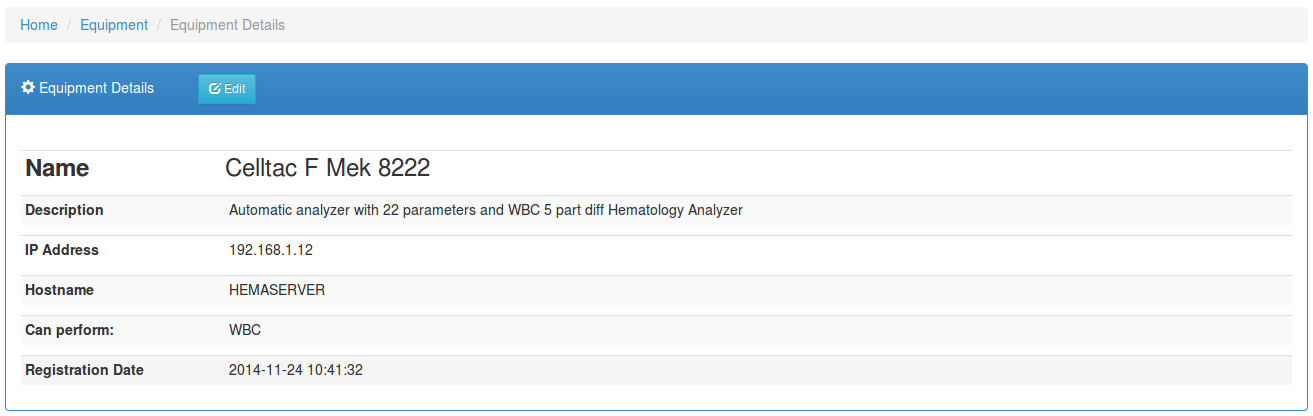 Home / Equipment / Equipment Details
Equipment Details Edit
Name Celltac F Mek 8222
Description Automatic analyzer with 22 parameters and WBC 5 part diff Hematology Analyzer
IP Address 192.168.1.12
Hostname HEMASERVER
Can perform: WBC
Registration Date 2014-11-24 10:41:32